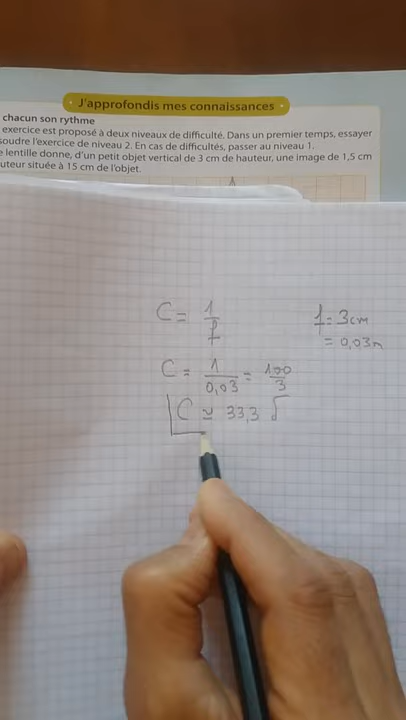 J'approfondis mes connaissances
chacun son rythme
exercice est proposé à deux niveaux de difficulté. Dans un premier temps, essayer
soudre l'exercice de niveau 2. En cas de difficultés, passer au niveau 1.
lentille donne, d'un petit objet vertical de 3 cm de hauteur, une image de 1,5 cm
uteur située à 15 cm de l'objet.
C = 1/f
f = 3cm
= 0,03m
C = 1/0,03 = 100/3
C ≃ 33,3 δ